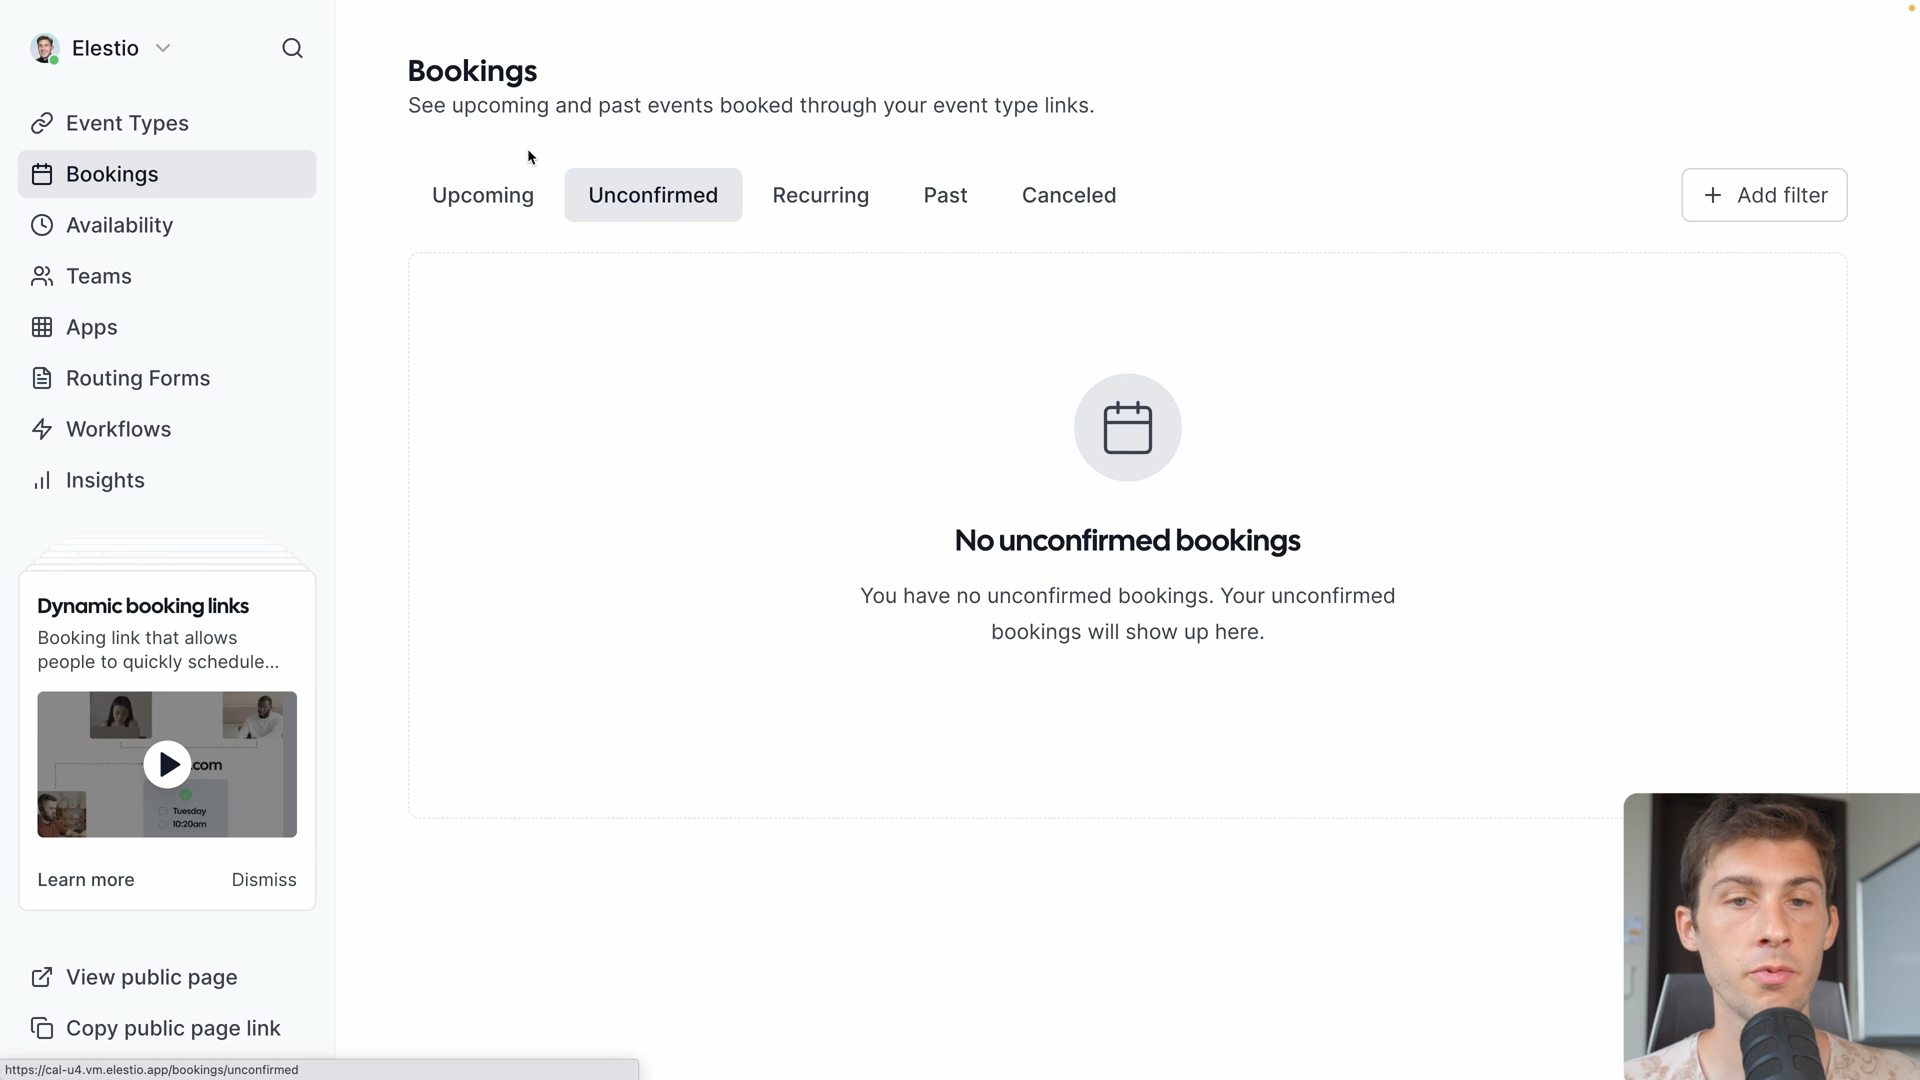 Elestio
Event Types
Bookings
Availability
Teams
Apps
Routing Forms
Workflows
Insights
Dynamic booking links
Booking link that allows
people to quickly schedule...
.com
Tuesday
10:20am
Learn more
Dismiss
View public page
Copy public page link
https://cal-u4.vm.elestio.app/bookings/unconfirmed
Bookings
See upcoming and past events booked through your event type links.
Upcoming
Unconfirmed
Recurring
Past
Canceled
Add filter
No unconfirmed bookings
You have no unconfirmed bookings. Your unconfirmed
bookings will show up here.